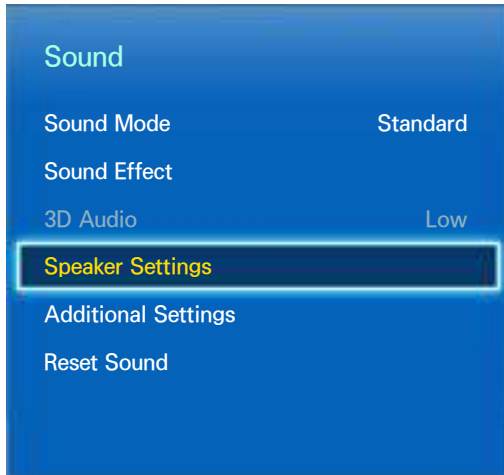 Sound
Sound Mode Standard
Sound Effect
3D Audio Low
Speaker Settings
Additional Settings
Reset Sound